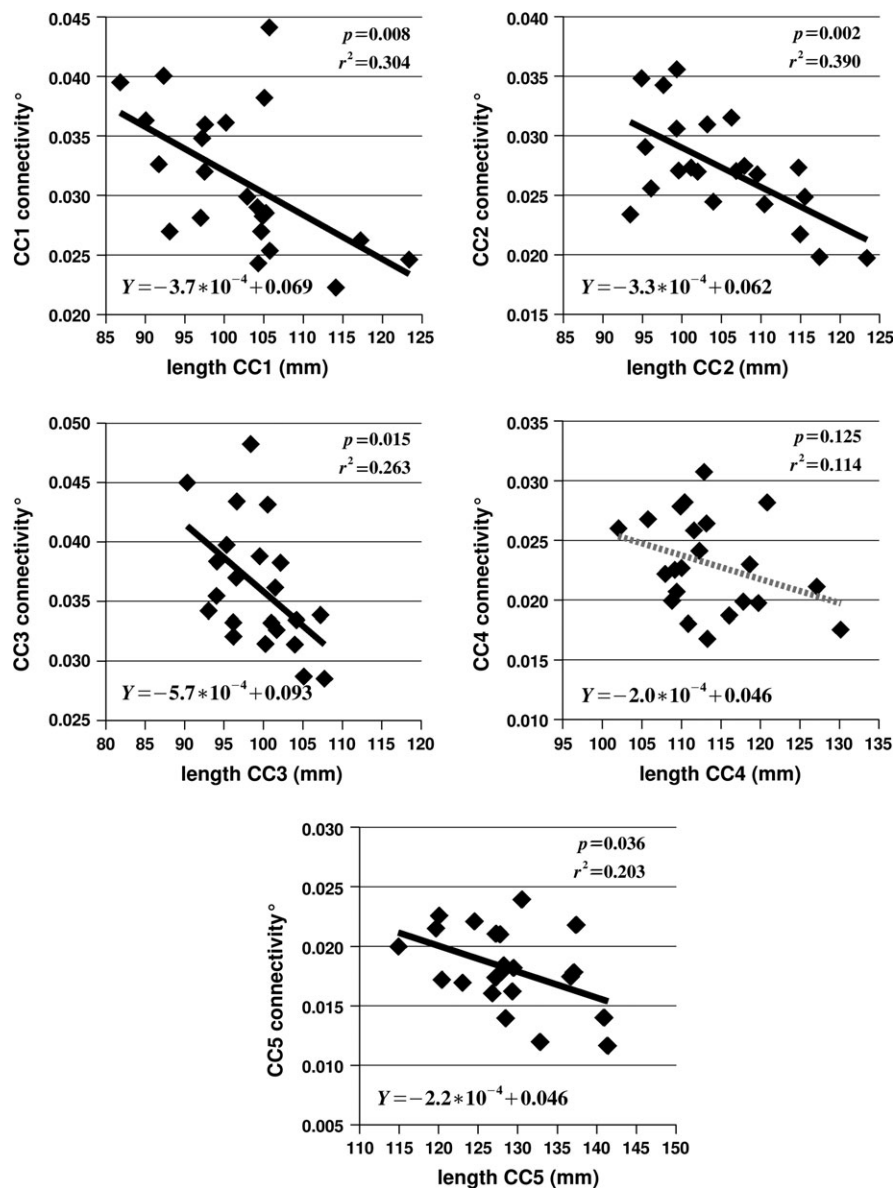 0.045
0.040
0.035
0.030
0.025
0.020
CC1 connectivity°
p=0.008
r²=0.304
Y=−3.7*10⁻⁴+0.069
85 90 95 100 105 110 115 120 125
length CC1 (mm)
0.040
0.035
0.030
0.025
0.020
0.015
CC2 connectivity°
p=0.002
r²=0.390
Y=−3.3*10⁻⁴+0.062
85 90 95 100 105 110 115 120 125
length CC2 (mm)
0.050
0.045
0.040
0.035
0.030
0.025
CC3 connectivity°
p=0.015
r²=0.263
Y=−5.7*10⁻⁴+0.093
80 85 90 95 100 105 110 115 120
length CC3 (mm)
0.035
0.030
0.025
0.020
0.015
0.010
CC4 connectivity°
p=0.125
r²=0.114
Y=−2.0*10⁻⁴+0.046
95 100 105 110 115 120 125 130 135
length CC4 (mm)
0.030
0.025
0.020
0.015
0.010
0.005
CC5 connectivity°
p=0.036
r²=0.203
Y=−2.2*10⁻⁴+0.046
110 115 120 125 130 135 140 145 150
length CC5 (mm)